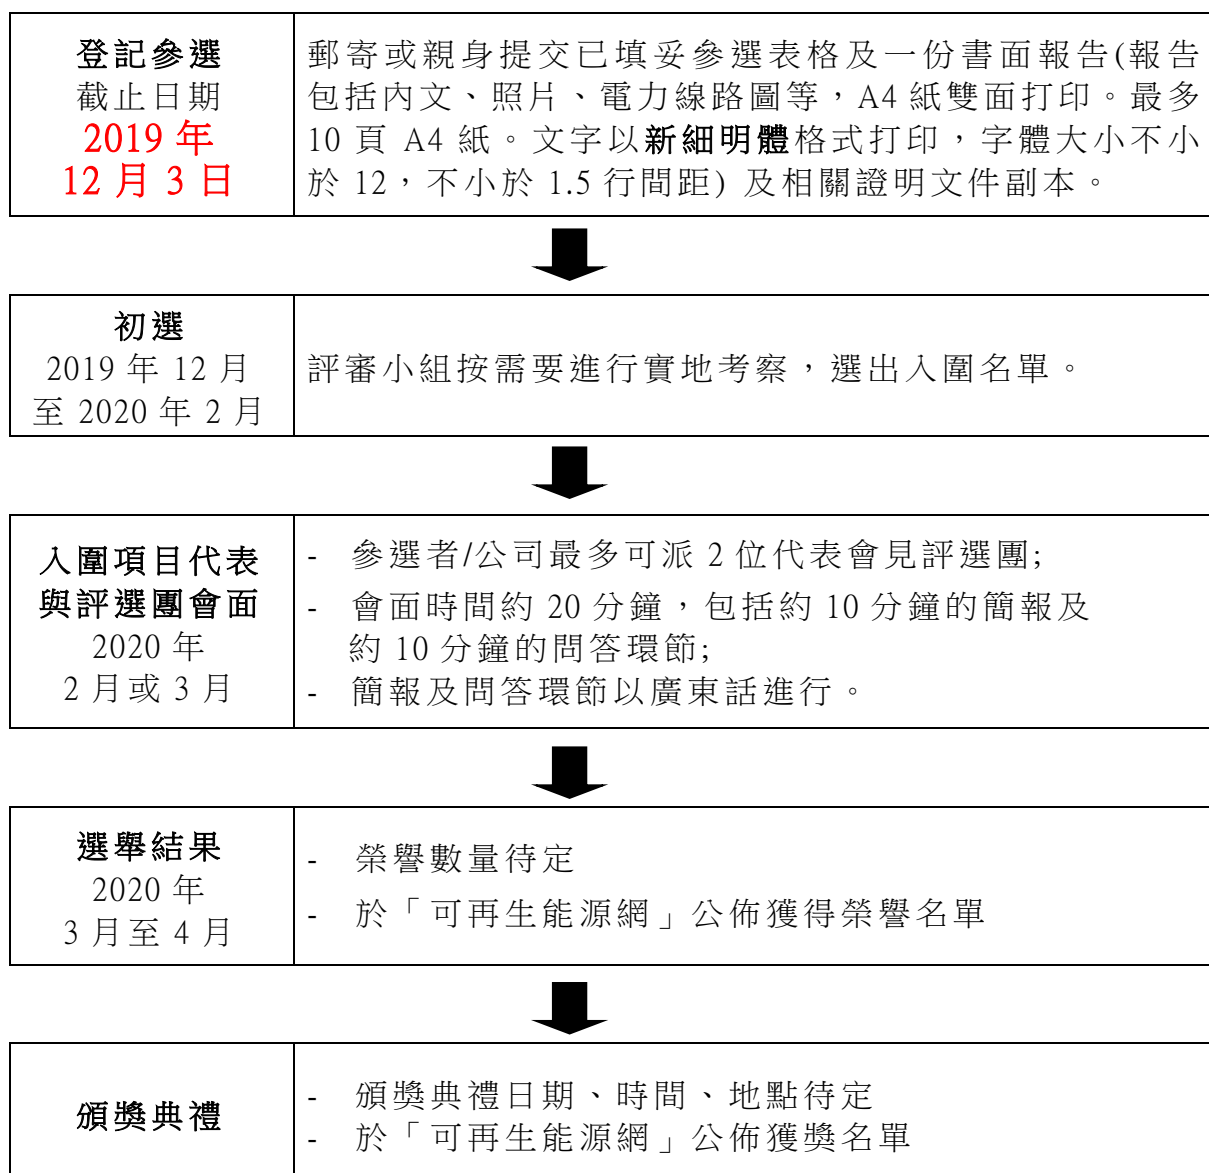 登記參選
截止日期
2019 年
12 月 3 日
郵寄或親身提交已填妥參選表格及一份書面報告(報告
包括內文、照片、電力線路圖等，A4 紙雙面打印。最多
10 頁 A4 紙。文字以新細明體格式打印，字體大小不小
於 12，不小於 1.5 行間距) 及相關證明文件副本。
初選
2019 年 12 月
至 2020 年 2 月
評審小組按需要進行實地考察，選出入圍名單。
入圍項目代表
與評選團會面
2020 年
2 月或 3 月
- 參選者/公司最多可派 2 位代表會見評選團;
- 會面時間約 20 分鐘，包括約 10 分鐘的簡報及
約 10 分鐘的問答環節;
- 簡報及問答環節以廣東話進行。
選舉結果
2020 年
3 月至 4 月
- 榮譽數量待定
- 於「可再生能源網」公佈獲得榮譽名單
頒獎典禮
- 頒獎典禮日期、時間、地點待定
- 於「可再生能源網」公佈獲獎名單